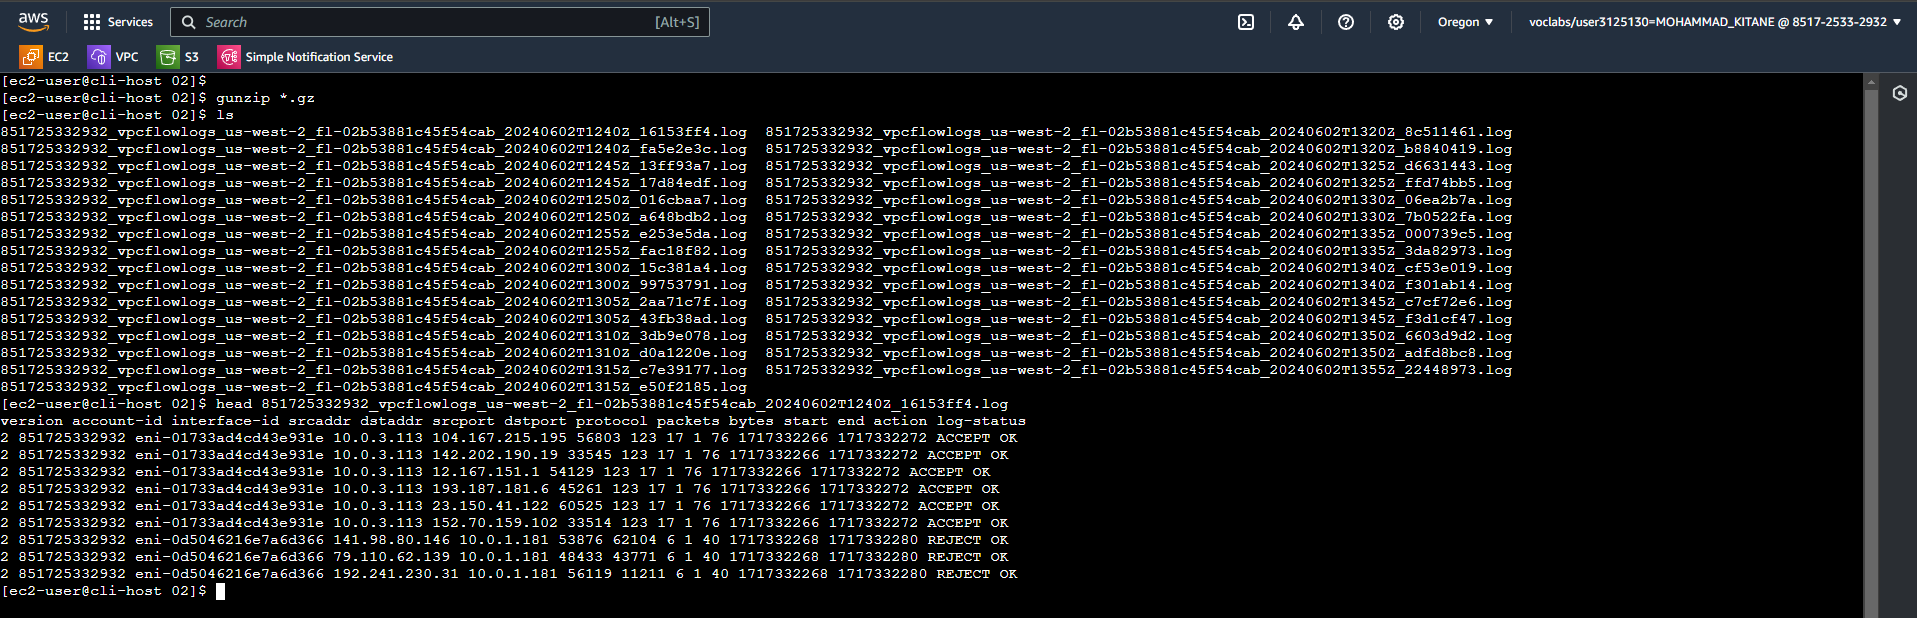 aws Services Search [Alt+S] Oregon ▼ voclabs/user3125130=MOHAMMAD_KITANE @ 8517-2533-2932 ▼
EC2 VPC S3 Simple Notification Service
[ec2-user@cli-host 02]$
[ec2-user@cli-host 02]$ gunzip *.gz
[ec2-user@cli-host 02]$ ls
851725332932_vpcflowlogs_us-west-2_fl-02b53881c45f54cab_20240602T1240Z_16153ff4.log 851725332932_vpcflowlogs_us-west-2_fl-02b53881c45f54cab_20240602T1320Z_8c511461.log
851725332932_vpcflowlogs_us-west-2_fl-02b53881c45f54cab_20240602T1240Z_fa5e2e3c.log 851725332932_vpcflowlogs_us-west-2_fl-02b53881c45f54cab_20240602T1320Z_b8840419.log
851725332932_vpcflowlogs_us-west-2_fl-02b53881c45f54cab_20240602T1245Z_13ff93a7.log 851725332932_vpcflowlogs_us-west-2_fl-02b53881c45f54cab_20240602T1325Z_d6631443.log
851725332932_vpcflowlogs_us-west-2_fl-02b53881c45f54cab_20240602T1245Z_17d84edf.log 851725332932_vpcflowlogs_us-west-2_fl-02b53881c45f54cab_20240602T1325Z_ffd74bb5.log
851725332932_vpcflowlogs_us-west-2_fl-02b53881c45f54cab_20240602T1250Z_016cbaa7.log 851725332932_vpcflowlogs_us-west-2_fl-02b53881c45f54cab_20240602T1330Z_06ea2b7a.log
851725332932_vpcflowlogs_us-west-2_fl-02b53881c45f54cab_20240602T1250Z_a648bdb2.log 851725332932_vpcflowlogs_us-west-2_fl-02b53881c45f54cab_20240602T1330Z_7b0522fa.log
851725332932_vpcflowlogs_us-west-2_fl-02b53881c45f54cab_20240602T1255Z_e253e5da.log 851725332932_vpcflowlogs_us-west-2_fl-02b53881c45f54cab_20240602T1335Z_000739c5.log
851725332932_vpcflowlogs_us-west-2_fl-02b53881c45f54cab_20240602T1255Z_fac18f82.log 851725332932_vpcflowlogs_us-west-2_fl-02b53881c45f54cab_20240602T1335Z_3da82973.log
851725332932_vpcflowlogs_us-west-2_fl-02b53881c45f54cab_20240602T1300Z_15c381a4.log 851725332932_vpcflowlogs_us-west-2_fl-02b53881c45f54cab_20240602T1340Z_cf53e019.log
851725332932_vpcflowlogs_us-west-2_fl-02b53881c45f54cab_20240602T1300Z_99753791.log 851725332932_vpcflowlogs_us-west-2_fl-02b53881c45f54cab_20240602T1340Z_f301ab14.log
851725332932_vpcflowlogs_us-west-2_fl-02b53881c45f54cab_20240602T1305Z_2aa71c7f.log 851725332932_vpcflowlogs_us-west-2_fl-02b53881c45f54cab_20240602T1345Z_c7cf72e6.log
851725332932_vpcflowlogs_us-west-2_fl-02b53881c45f54cab_20240602T1305Z_43fb38ad.log 851725332932_vpcflowlogs_us-west-2_fl-02b53881c45f54cab_20240602T1345Z_f3d1cf47.log
851725332932_vpcflowlogs_us-west-2_fl-02b53881c45f54cab_20240602T1310Z_3db9e078.log 851725332932_vpcflowlogs_us-west-2_fl-02b53881c45f54cab_20240602T1350Z_6603d9d2.log
851725332932_vpcflowlogs_us-west-2_fl-02b53881c45f54cab_20240602T1310Z_d0a1220e.log 851725332932_vpcflowlogs_us-west-2_fl-02b53881c45f54cab_20240602T1350Z_adfd8bc8.log
851725332932_vpcflowlogs_us-west-2_fl-02b53881c45f54cab_20240602T1315Z_c7e39177.log 851725332932_vpcflowlogs_us-west-2_fl-02b53881c45f54cab_20240602T1355Z_22448973.log
851725332932_vpcflowlogs_us-west-2_fl-02b53881c45f54cab_20240602T1315Z_e50f2185.log
[ec2-user@cli-host 02]$ head 851725332932_vpcflowlogs_us-west-2_fl-02b53881c45f54cab_20240602T1240Z_16153ff4.log
version account-id interface-id srcaddr dstaddr srcport dstport protocol packets bytes start end action log-status
2 851725332932 eni-01733ad4cd43e931e 10.0.3.113 104.167.215.195 56803 123 17 1 76 1717332266 1717332272 ACCEPT OK
2 851725332932 eni-01733ad4cd43e931e 10.0.3.113 142.202.190.19 33545 123 17 1 76 1717332266 1717332272 ACCEPT OK
2 851725332932 eni-01733ad4cd43e931e 10.0.3.113 12.167.151.1 54129 123 17 1 76 1717332266 1717332272 ACCEPT OK
2 851725332932 eni-01733ad4cd43e931e 10.0.3.113 193.187.181.6 45261 123 17 1 76 1717332266 1717332272 ACCEPT OK
2 851725332932 eni-01733ad4cd43e931e 10.0.3.113 23.150.41.122 60525 123 17 1 76 1717332266 1717332272 ACCEPT OK
2 851725332932 eni-01733ad4cd43e931e 10.0.3.113 152.70.159.102 33514 123 17 1 76 1717332266 1717332272 ACCEPT OK
2 851725332932 eni-0d5046216e7a6d366 141.98.80.146 10.0.1.181 53876 62104 6 1 40 1717332268 1717332280 REJECT OK
2 851725332932 eni-0d5046216e7a6d366 79.110.62.139 10.0.1.181 48433 43771 6 1 40 1717332268 1717332280 REJECT OK
2 851725332932 eni-0d5046216e7a6d366 192.241.230.31 10.0.1.181 56119 11211 6 1 40 1717332268 1717332280 REJECT OK
[ec2-user@cli-host 02]$